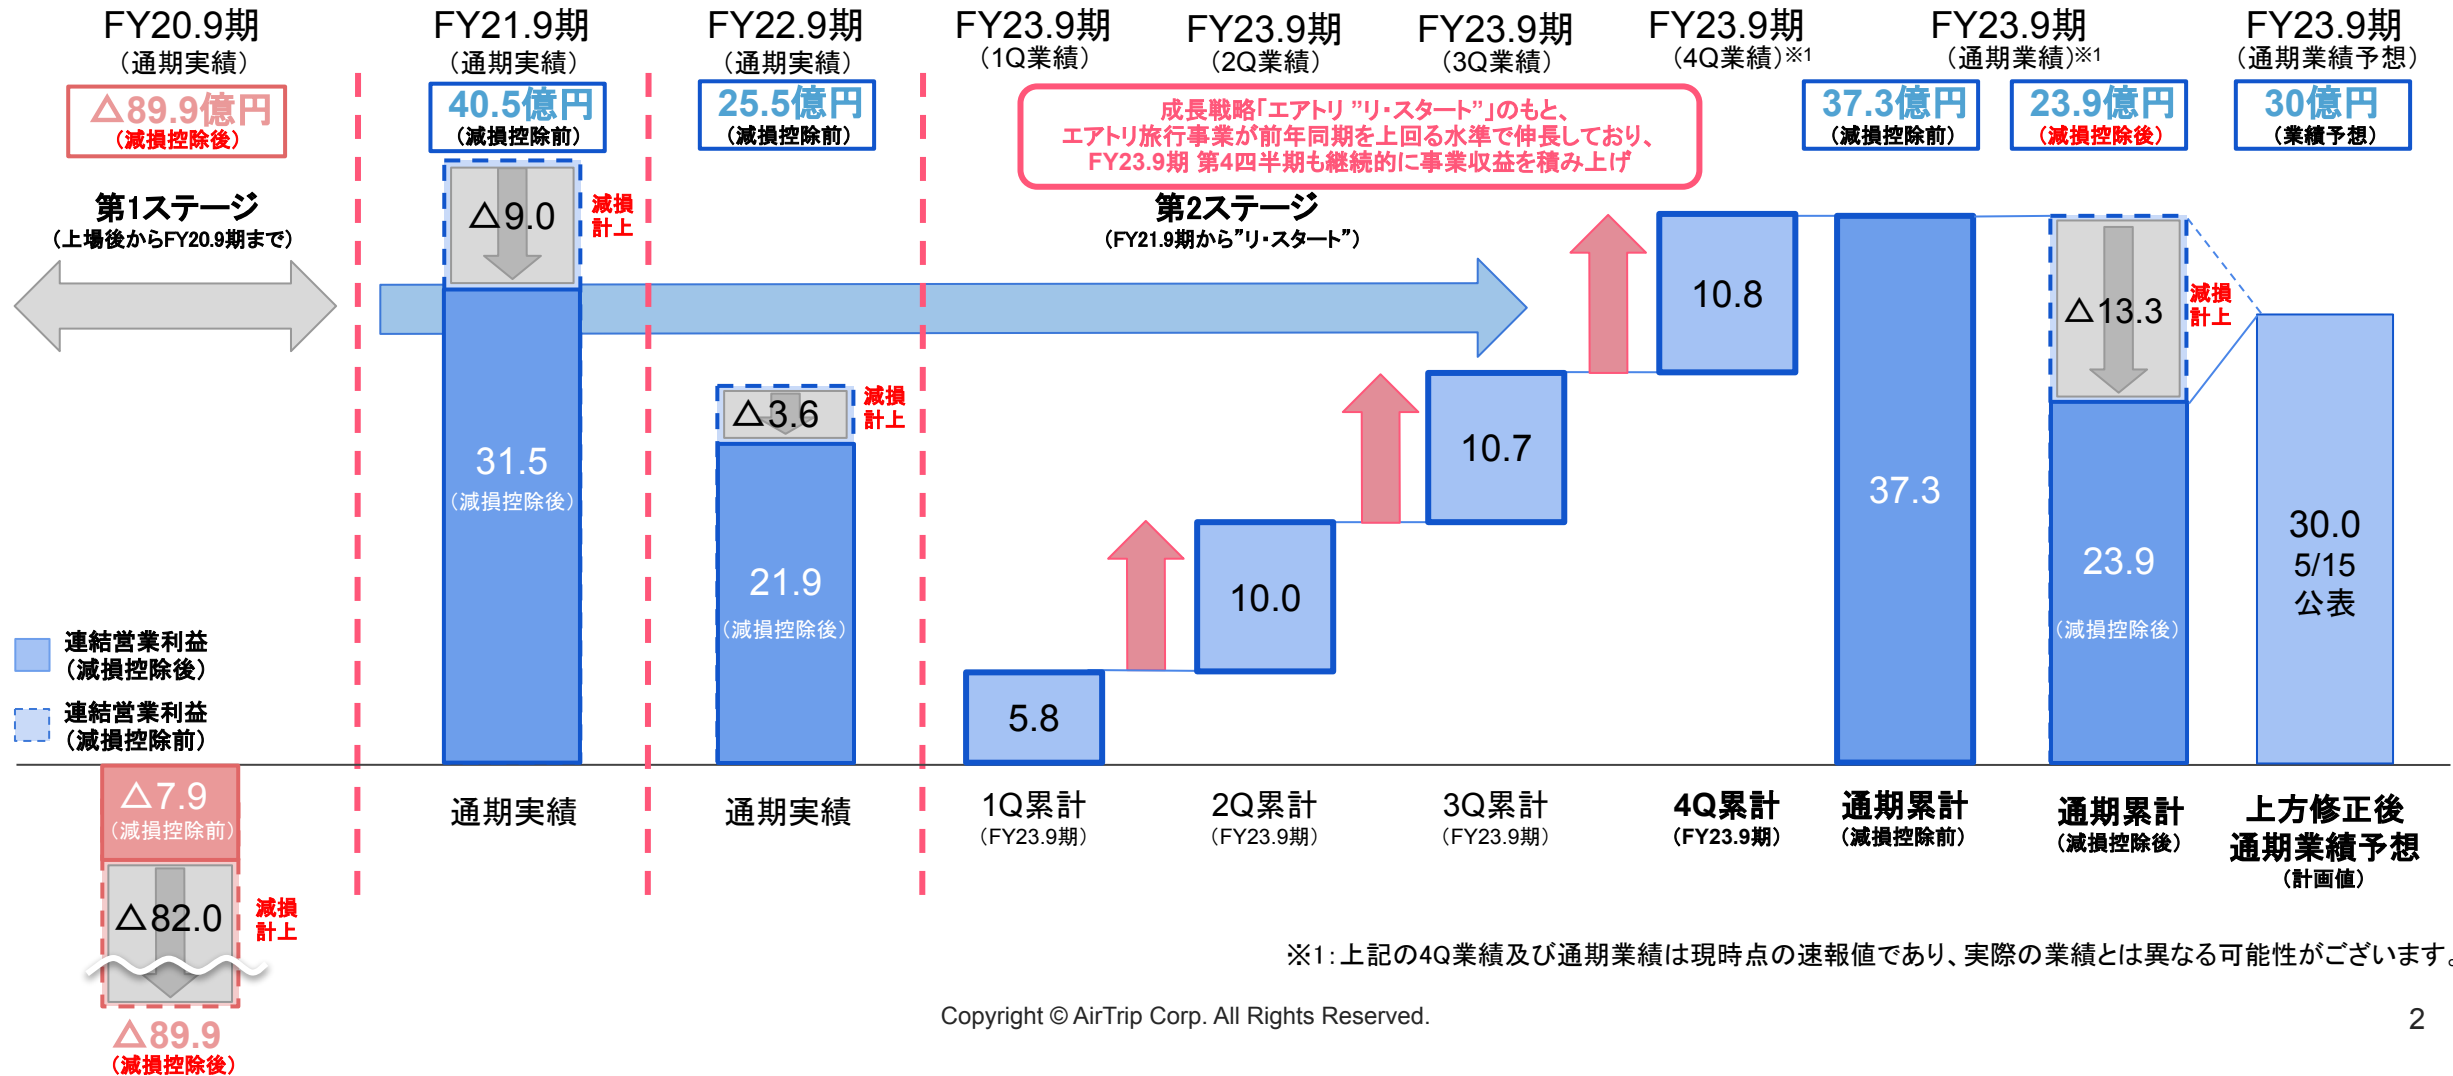 FY20.9期
（通期実績）
△89.9億円
（減損控除後）
FY21.9期
（通期実績）
40.5億円
（減損控除前）
FY22.9期
（通期実績）
25.5億円
（減損控除前）
FY23.9期
（1Q業績）
FY23.9期
（2Q業績）
FY23.9期
（3Q業績）
FY23.9期
（4Q業績）※1
FY23.9期
（通期業績）※1
37.3億円
（減損控除前）
23.9億円
（減損控除後）
FY23.9期
（通期業績予想）
30億円
（業績予想）
成長戦略「エアトリ ”リ・スタート”」のもと、
エアトリ旅行事業が前年同期を上回る水準で伸長しており、
FY23.9期 第4四半期も継続的に事業収益を積み上げ
第1ステージ
（上場後からFY20.9期まで）
第2ステージ
（FY21.9期から”リ・スタート”）
△9.0
減損
計上
31.5
（減損控除後）
△3.6
減損
計上
21.9
（減損控除後）
5.8
10.0
10.7
10.8
37.3
△13.3
減損
計上
23.9
（減損控除後）
30.0
5/15
公表
連結営業利益
（減損控除後）
連結営業利益
（減損控除前）
△7.9
（減損控除前）
△82.0
減損
計上
△89.9
（減損控除後）
通期実績
通期実績
1Q累計
（FY23.9期）
2Q累計
（FY23.9期）
3Q累計
（FY23.9期）
4Q累計
（FY23.9期）
通期累計
（減損控除前）
通期累計
（減損控除後）
上方修正後
通期業績予想
（計画値）
※1：上記の4Q業績及び通期業績は現時点の速報値であり、実際の業績とは異なる可能性がございます。
Copyright © AirTrip Corp. All Rights Reserved.
2